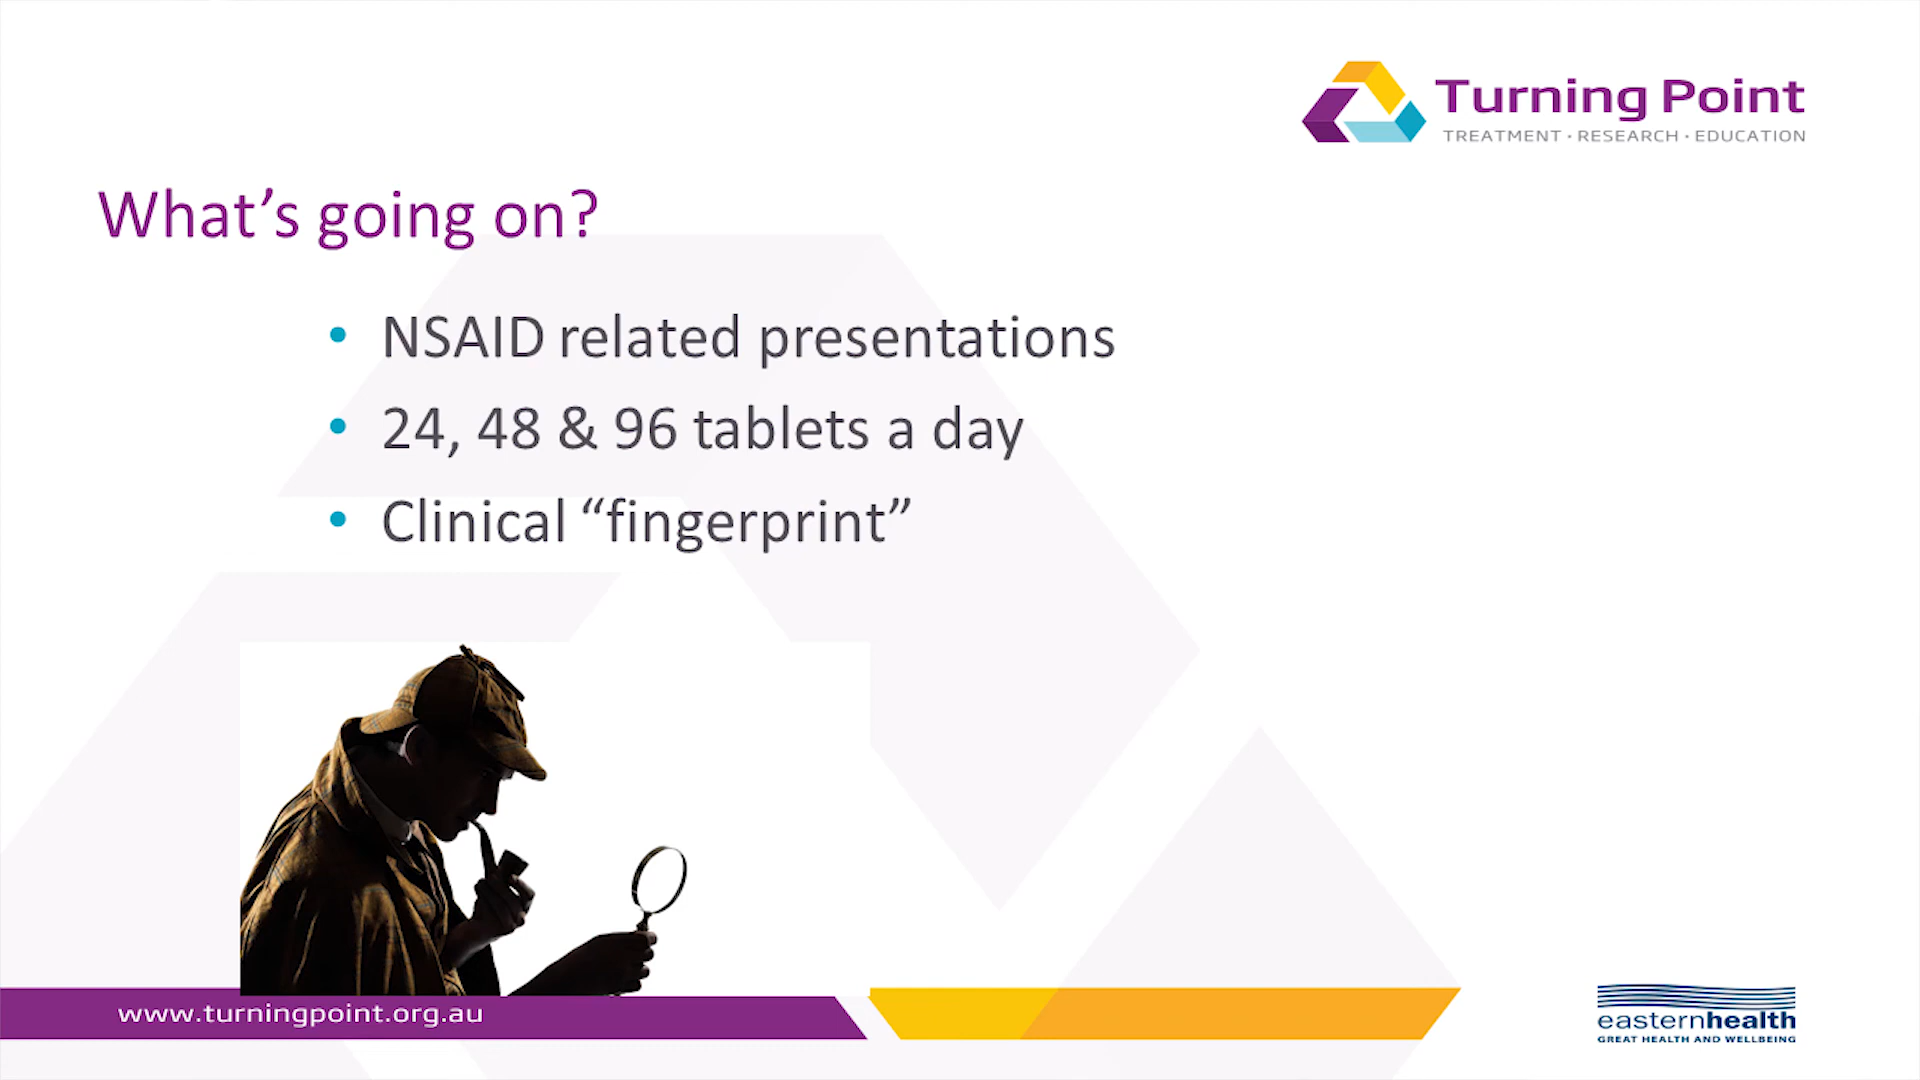 Turning Point
TREATMENT • RESEARCH • EDUCATION
What’s going on?
• NSAID related presentations
• 24, 48 & 96 tablets a day
• Clinical “fingerprint”
www.turningpoint.org.au
easternhealth
GREAT HEALTH AND WELLBEING